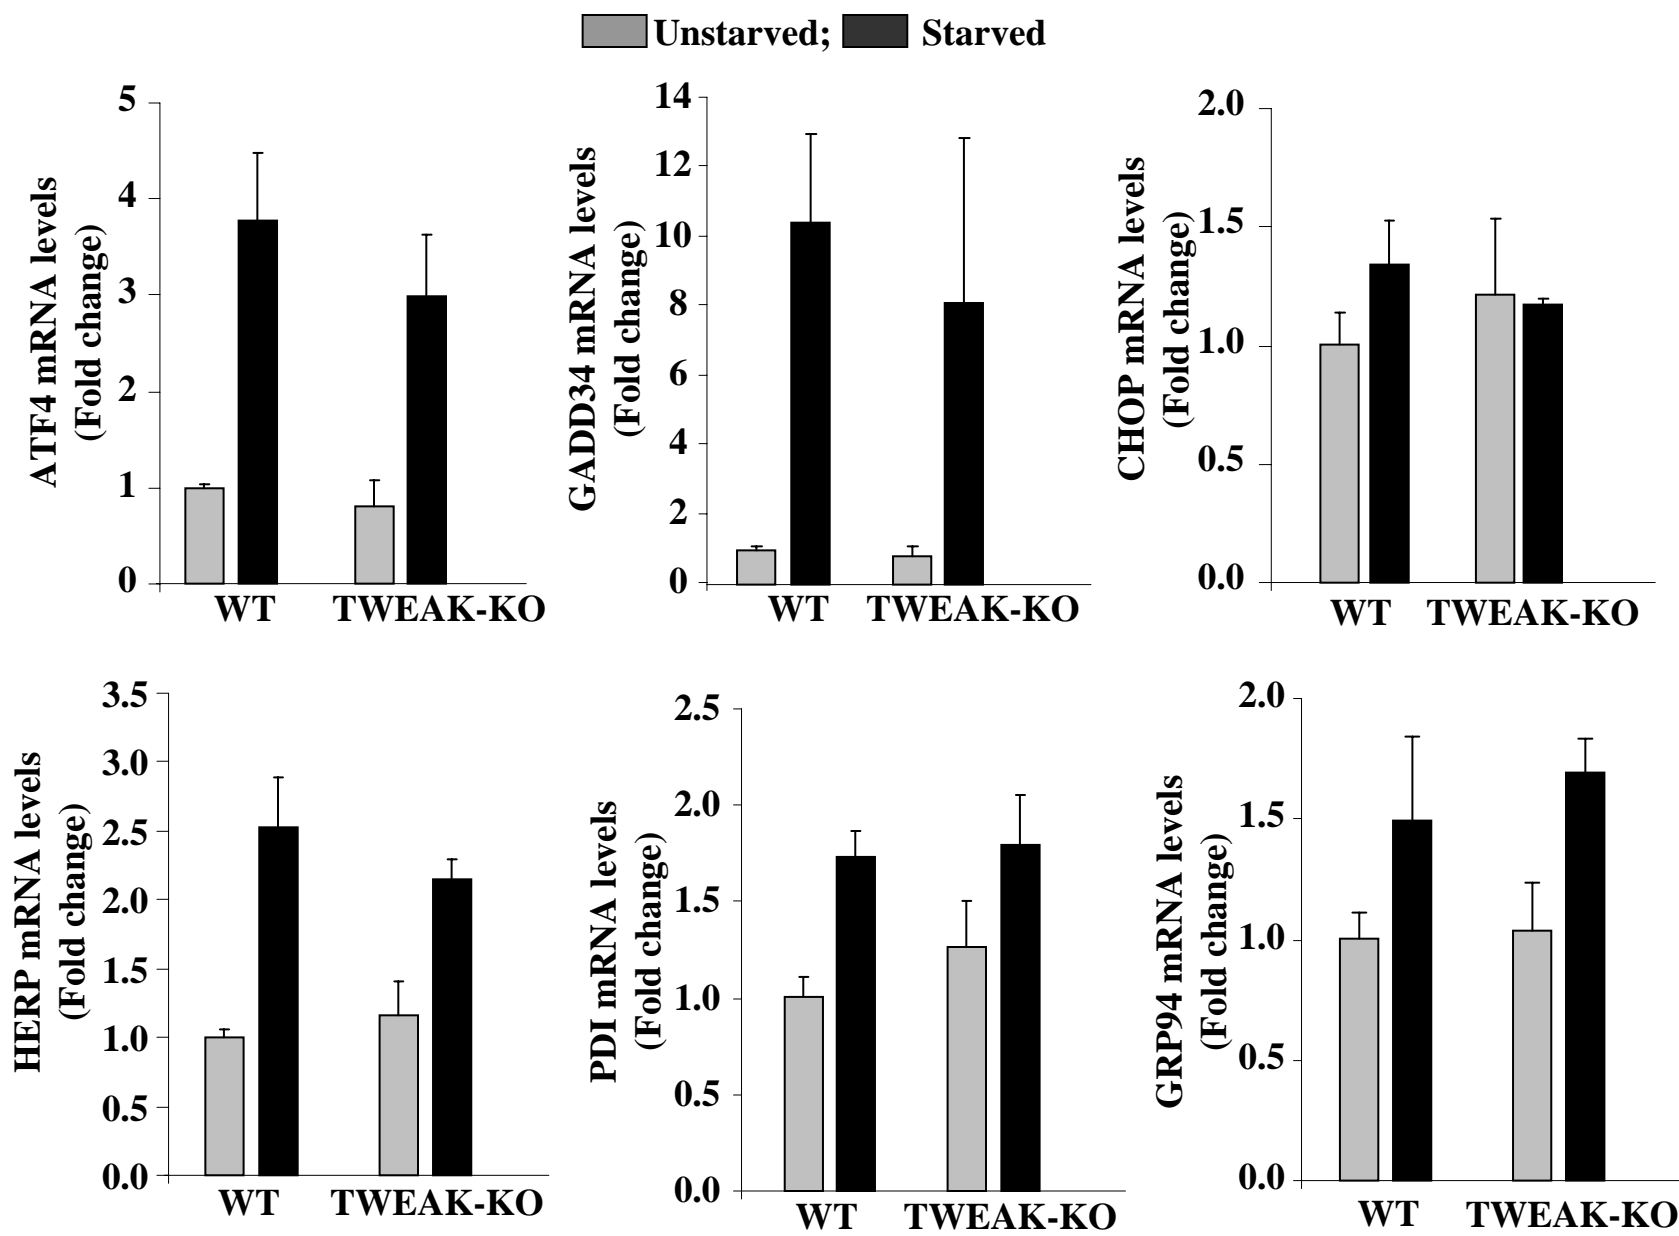 Unstarved; Starved
ATF4 mRNA levels
(Fold change)
5
4
3
2
1
0
WT TWEAK-KO
GADD34 mRNA levels
(Fold change)
14
12
10
8
6
4
2
0
WT TWEAK-KO
CHOP mRNA levels
(Fold change)
2.0
1.5
1.0
0.5
0.0
WT TWEAK-KO
HERP mRNA levels
(Fold change)
3.5
3.0
2.5
2.0
1.5
1.0
0.5
0.0
WT TWEAK-KO
PDI mRNA levels
(Fold change)
2.5
2.0
1.5
1.0
0.5
0.0
WT TWEAK-KO
GRP94 mRNA levels
(Fold change)
2.0
1.5
1.0
0.5
0.0
WT TWEAK-KO